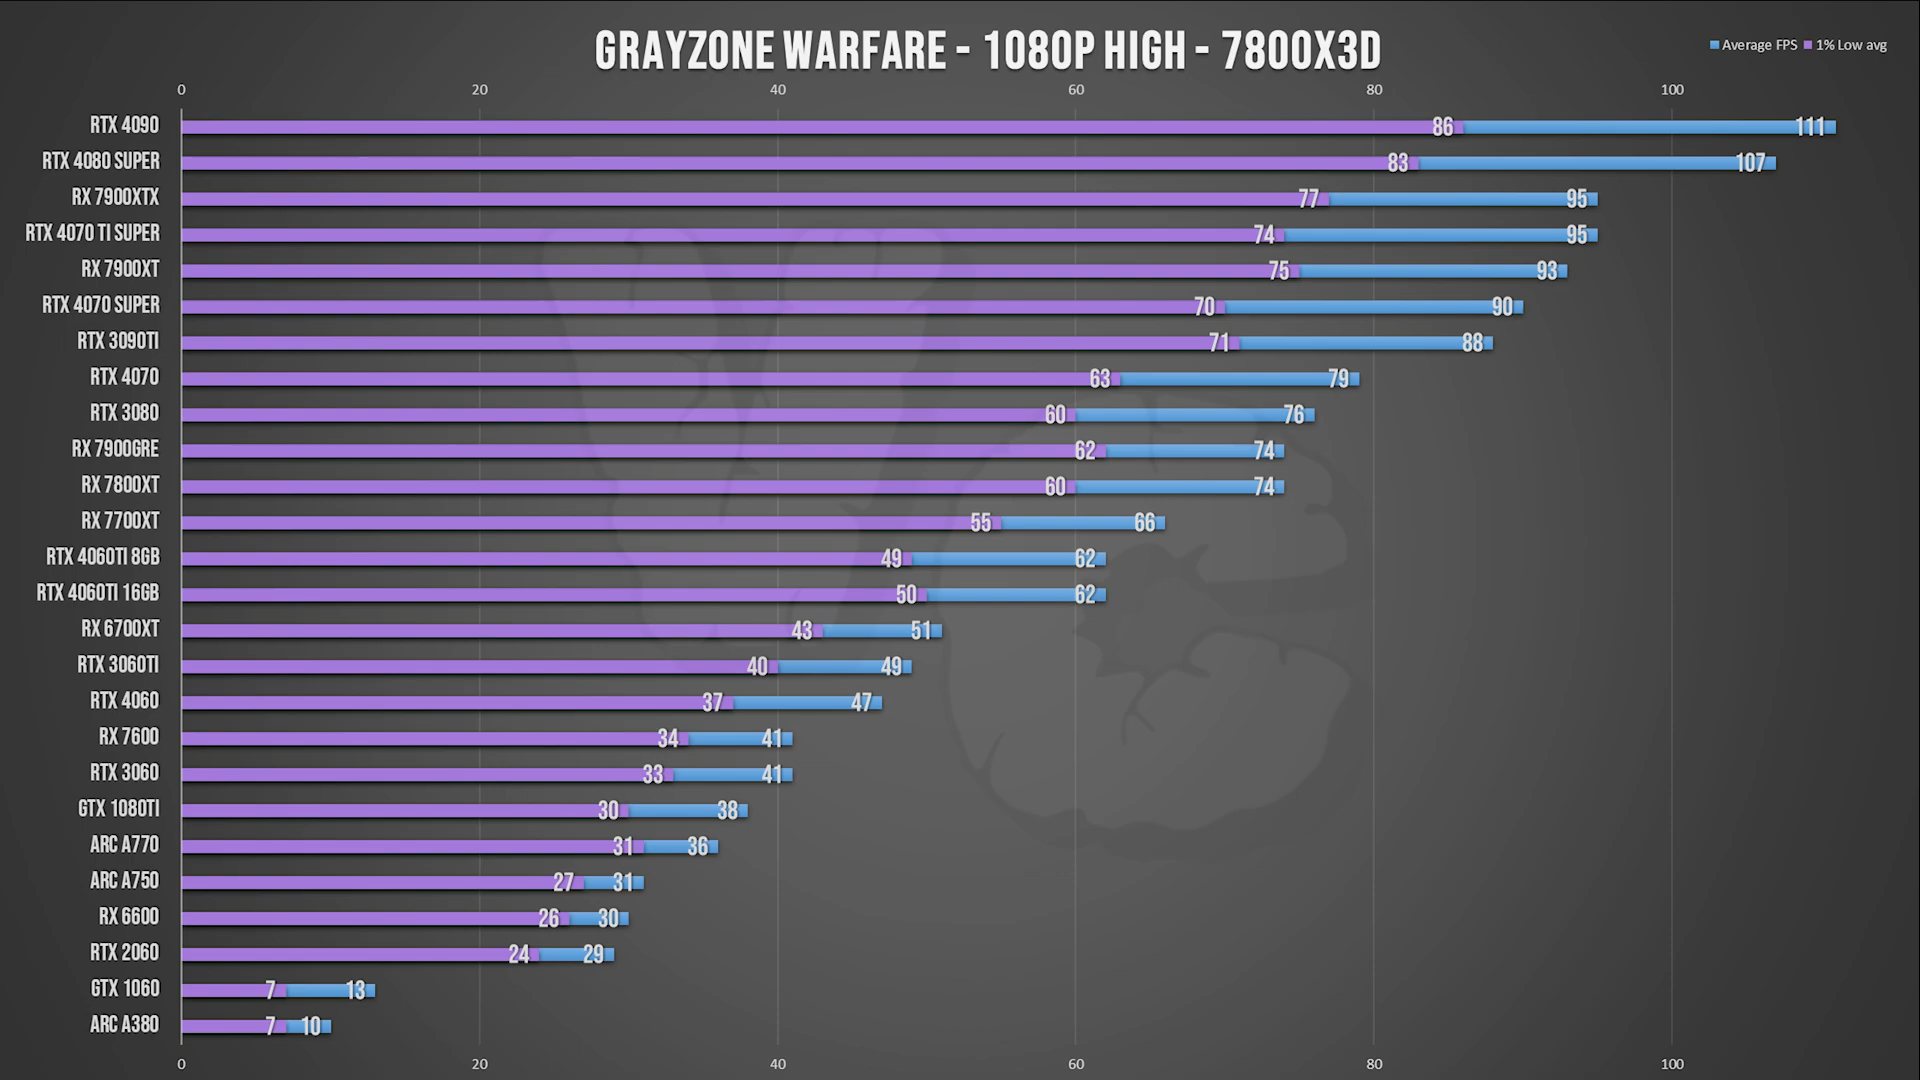 GRAYZONE WARFARE - 1080P HIGH - 7800X3D
Average FPS 1% Low avg
0 20 40 60 80 100
RTX 4090 86 111
RTX 4080 SUPER 83 107
RX 7900XTX 77 95
RTX 4070 TI SUPER 74 95
RX 7900XT 75 93
RTX 4070 SUPER 70 90
RTX 3090TI 71 88
RTX 4070 63 79
RTX 3080 60 76
RX 7900GRE 62 74
RX 7800XT 60 74
RX 7700XT 55 66
RTX 4060TI 8GB 49 62
RTX 4060TI 16GB 50 62
RX 6700XT 43 51
RTX 3060TI 40 49
RTX 4060 37 47
RX 7600 34 41
RTX 3060 33 41
GTX 1080TI 30 38
ARC A770 31 36
ARC A750 27 31
RX 6600 26 30
RTX 2060 24 29
GTX 1060 7 13
ARC A380 7 10
0 20 40 60 80 100